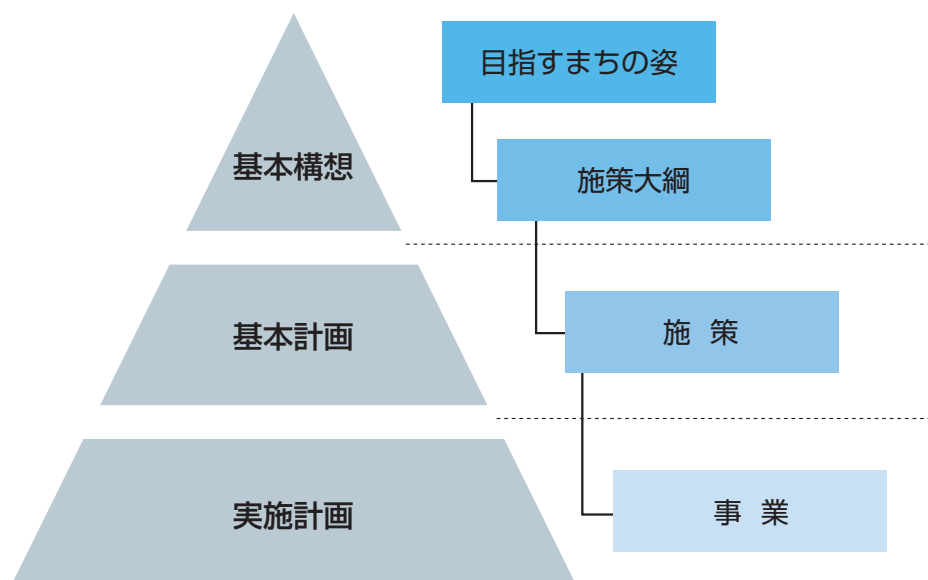 目指すまちの姿
基本構想
施策大綱
基本計画
施 策
実施計画
事 業